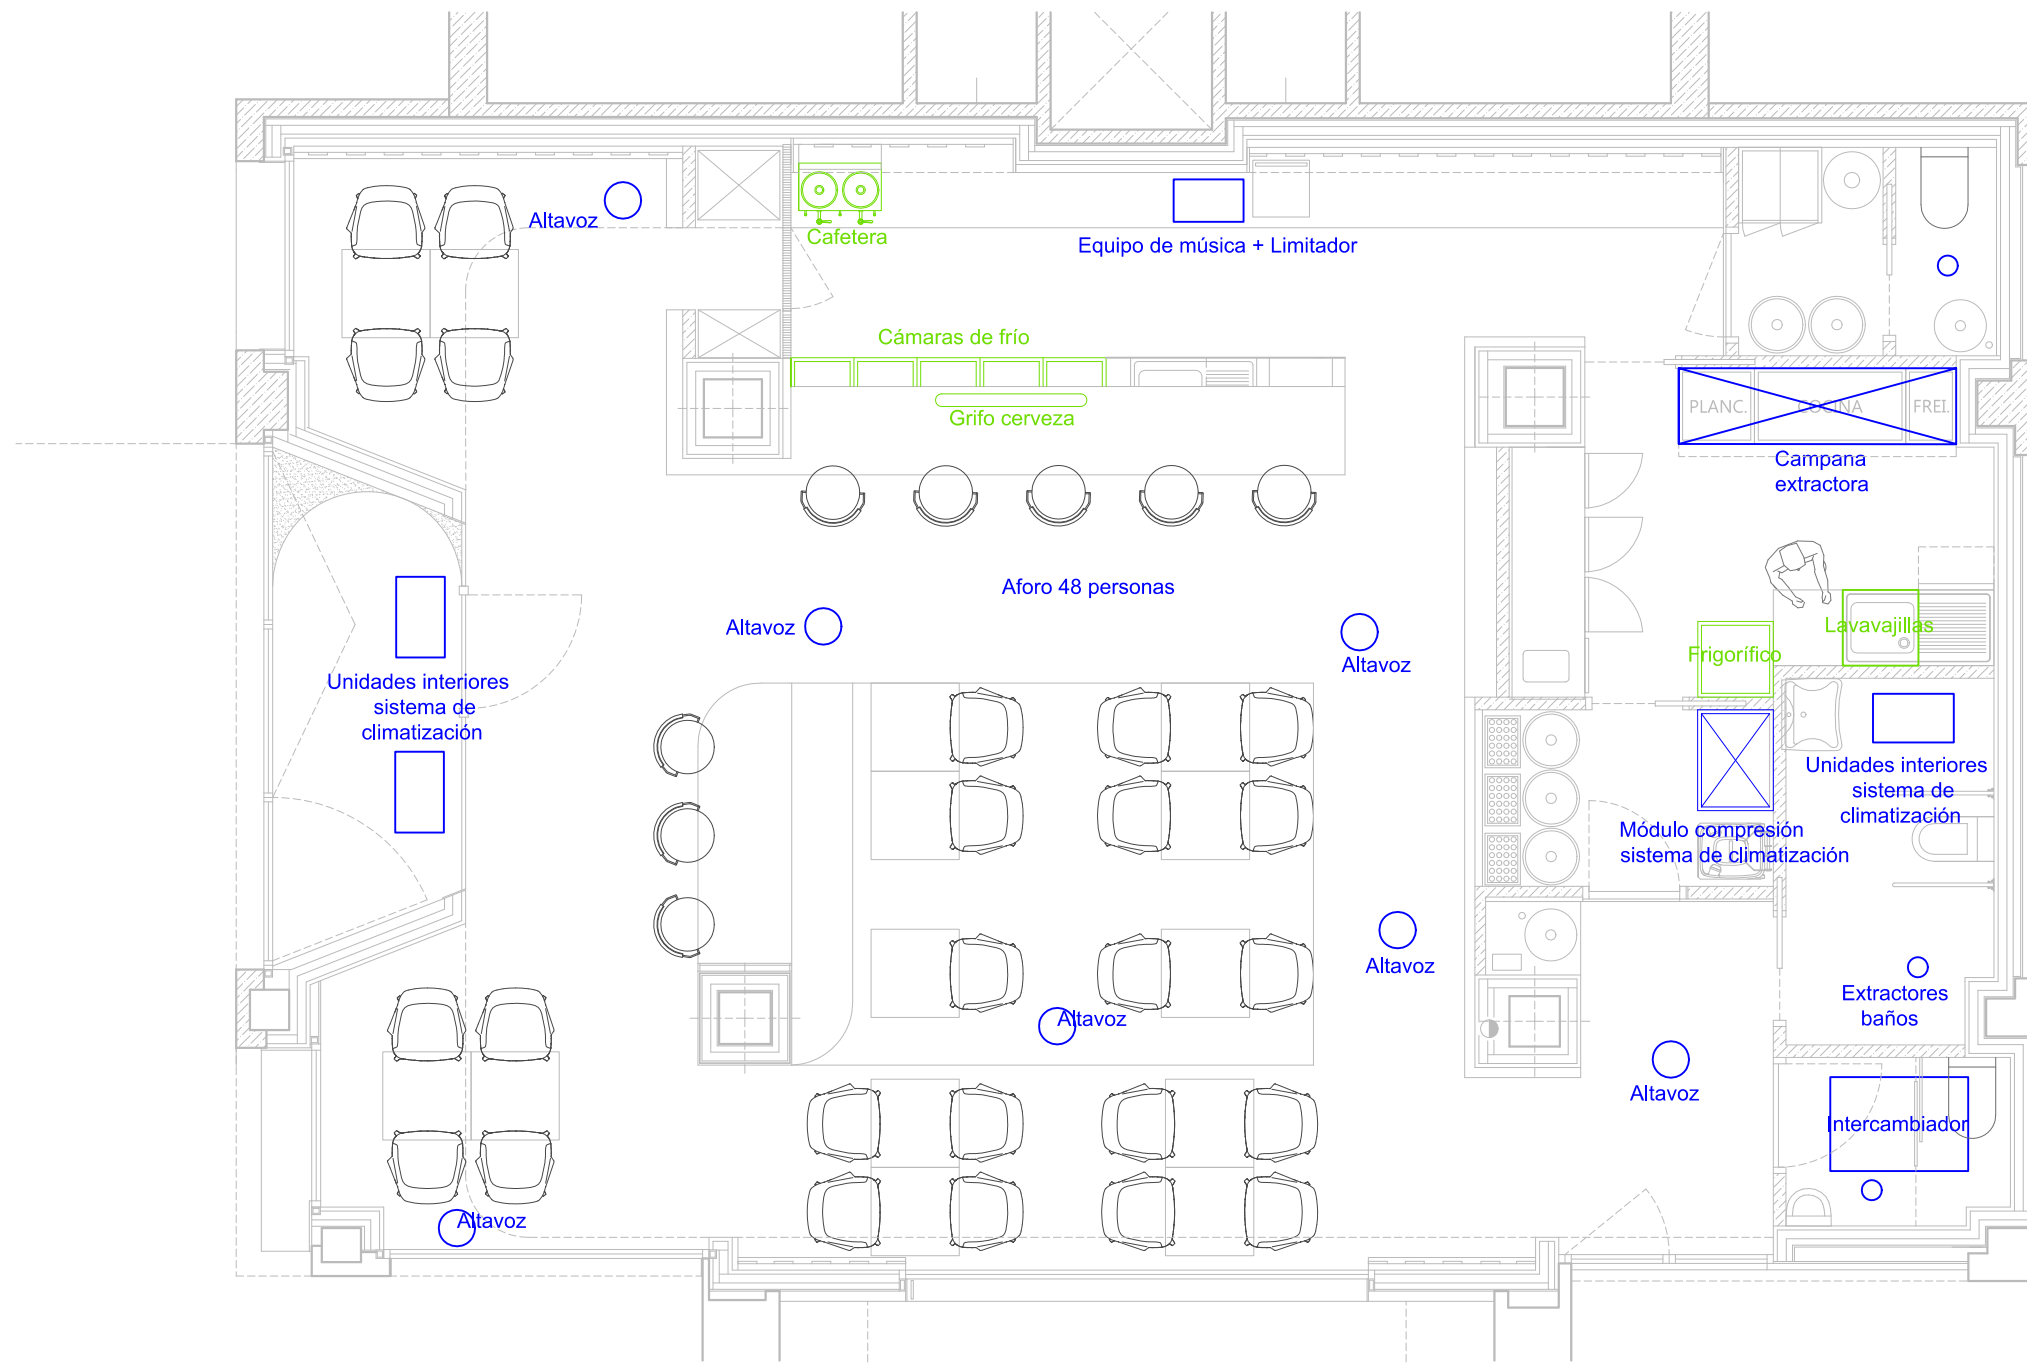 Altavoz
Cafetera
Equipo de música + Limitador
Cámaras de frío
Grifo cerveza
PLANC.
COCINA
FREI.
Campana
extractora
Aforo 48 personas
Altavoz
Altavoz
Lavavajillas
Frigorífico
Unidades interiores
sistema de
climatización
Unidades interiores
sistema de
climatización
Módulo compresión
sistema de climatización
Altavoz
Extractores
baños
Altavoz
Altavoz
Intercambiador
Altavoz